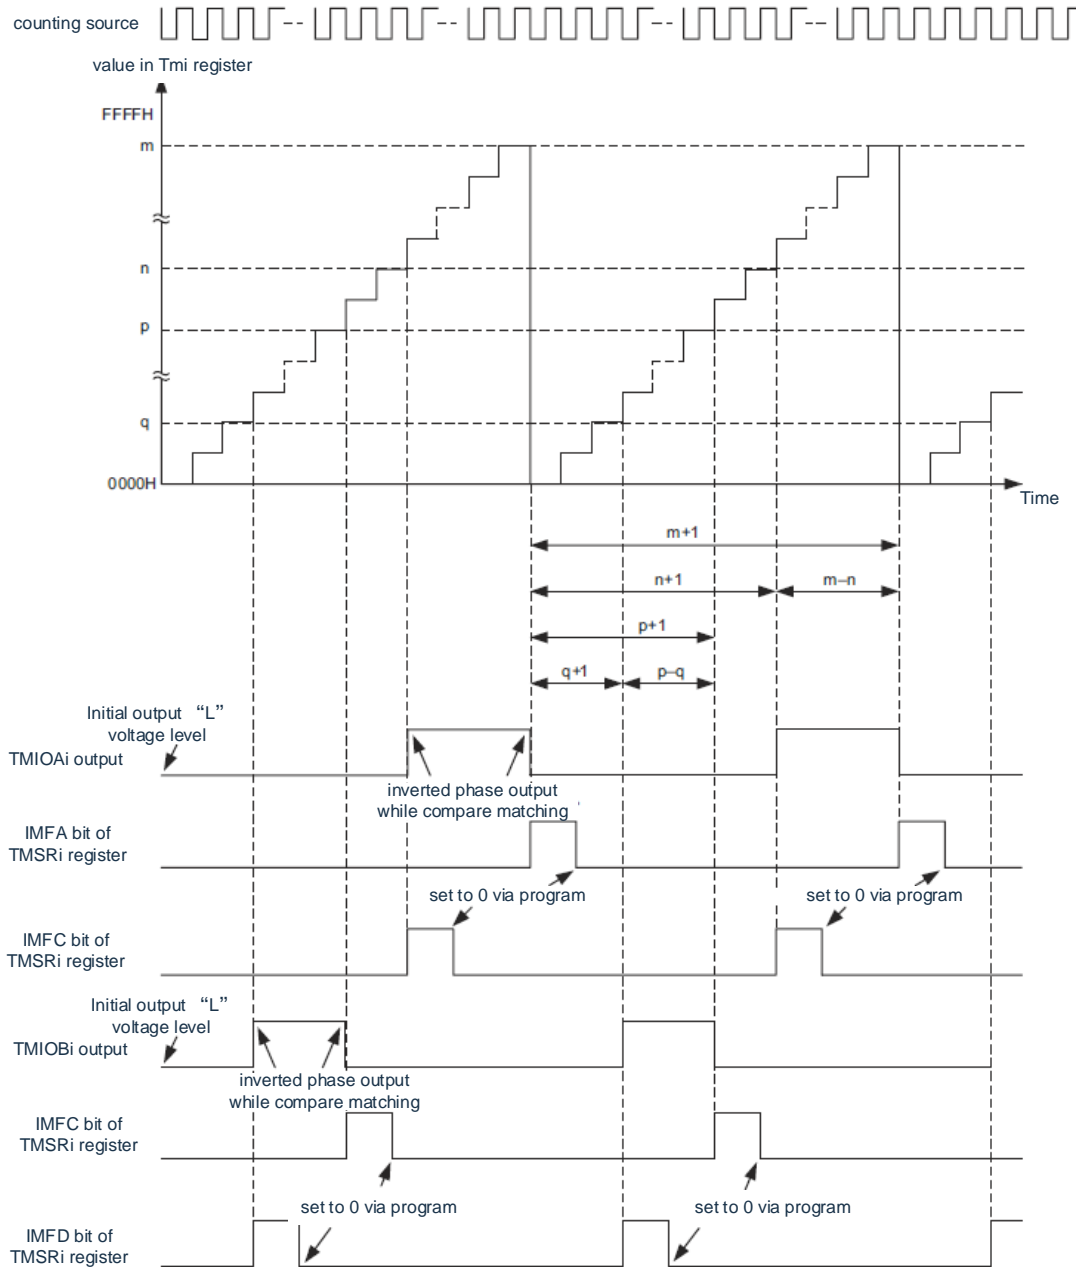 counting source
value in Tmi register
FFFFH
m
n
p
q
0000H
Time
m+1
n+1
m–n
p+1
q+1
p–q
Initial output “L”
voltage level
TMIOAi output
inverted phase output
while compare matching
IMFA bit of
TMSRi register
set to 0 via program
set to 0 via program
IMFC bit of
TMSRi register
Initial output “L”
voltage level
TMIOBi output
inverted phase output
while compare matching
IMFC bit of
TMSRi register
set to 0 via program
set to 0 via program
IMFD bit of
TMSRi register